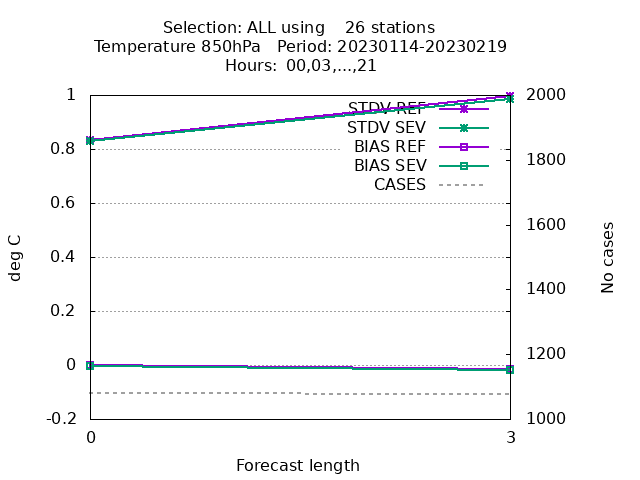 Selection: ALL using    26 stations
Temperature 850hPa   Period: 20230114-20230219
Hours: 00,03,...,21
1
0.8
0.6
0.4
0.2
0
-0.2
deg C
STDV REF
STDV SEV
BIAS REF
BIAS SEV
CASES
2000
1800
1600
1400
1200
1000
No cases
0
3
Forecast length